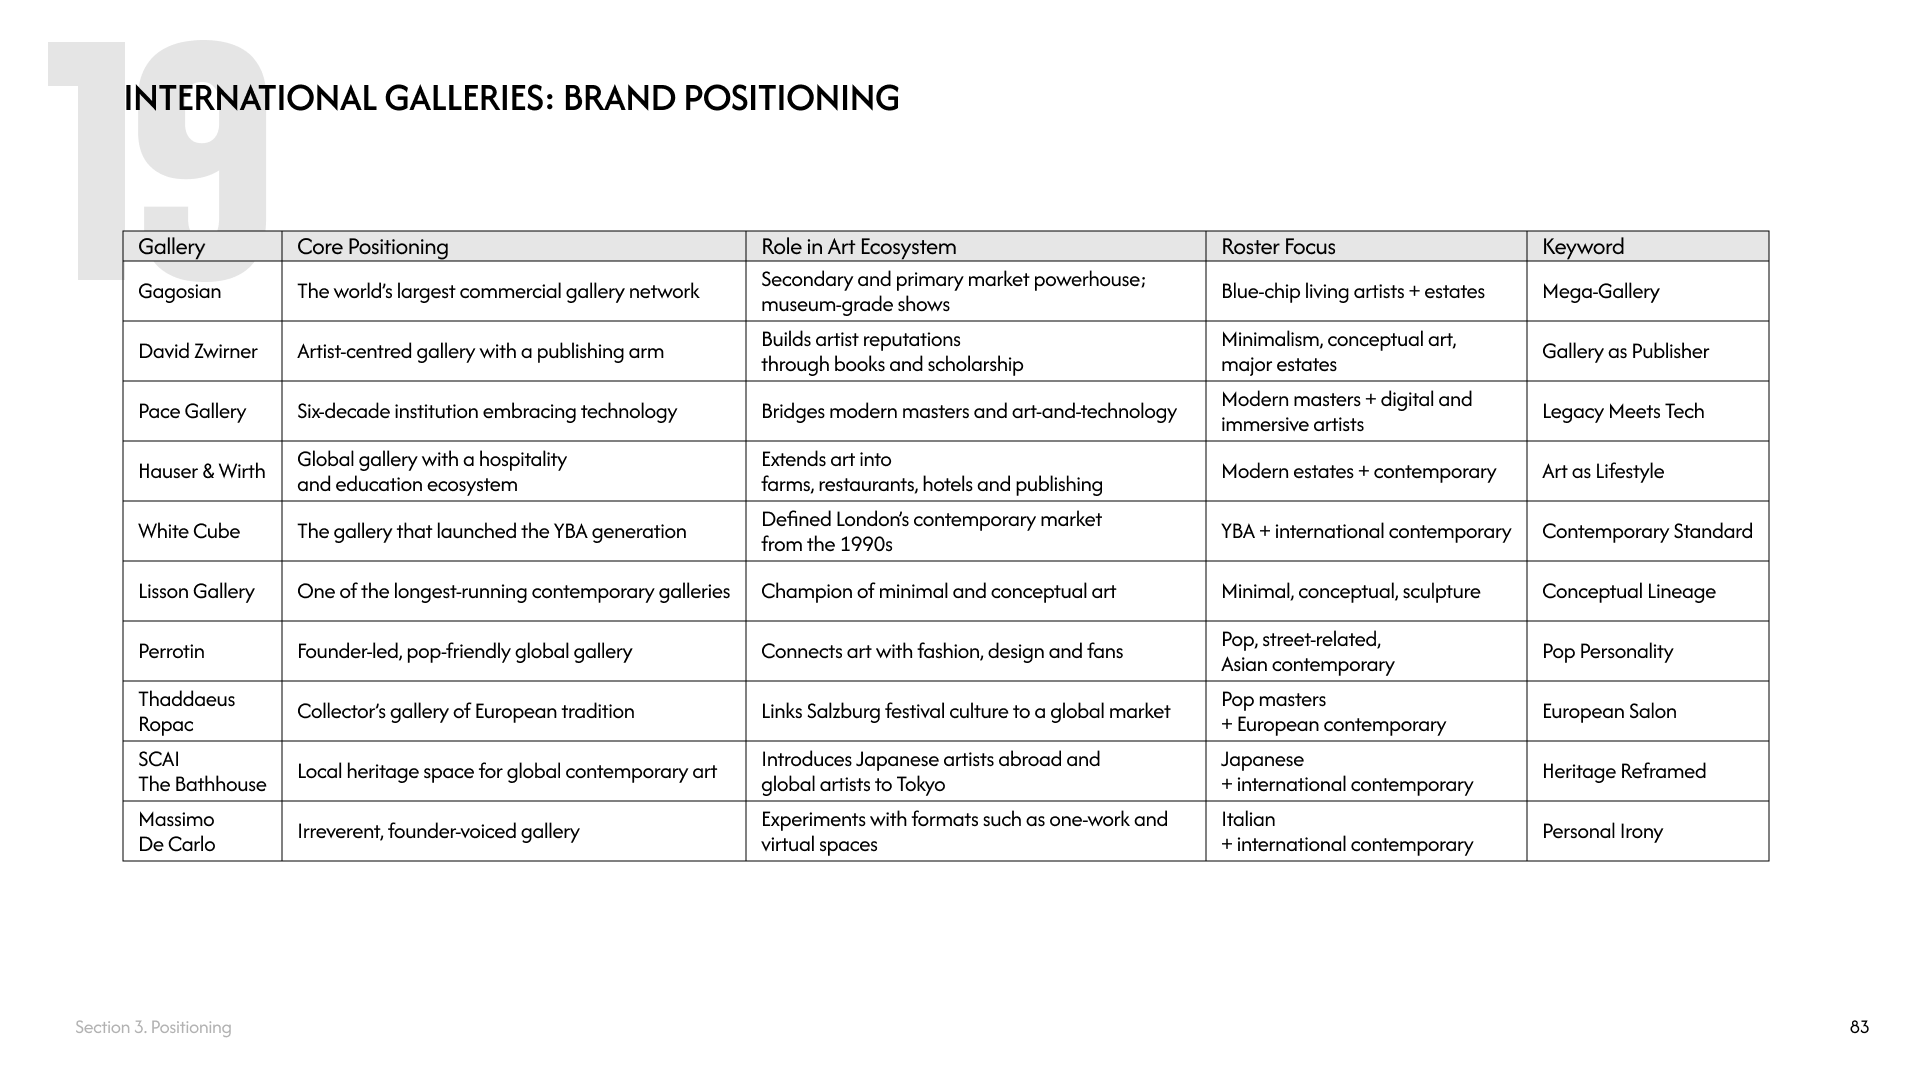 19
INTERNATIONAL GALLERIES: BRAND POSITIONING
Gallery Core Positioning Role in Art Ecosystem Roster Focus Keyword
Gagosian
The world's largest commercial gallery network
Secondary and primary market powerhouse;
museum-grade shows
Blue-chip living artists + estates
Mega-Gallery
David Zwirner
Artist-centred gallery with a publishing arm
Builds artist reputations
through books and scholarship
Minimalism, conceptual art,
major estates
Gallery as Publisher
Pace Gallery
Six-decade institution embracing technology
Bridges modern masters and art-and-technology
Modern masters + digital and
immersive artists
Legacy Meets Tech
Hauser & Wirth
Global gallery with a hospitality
and education ecosystem
Extends art into
farms, restaurants, hotels and publishing
Modern estates + contemporary
Art as Lifestyle
White Cube
The gallery that launched the YBA generation
Defined London's contemporary market
from the 1990s
YBA + international contemporary
Contemporary Standard
Lisson Gallery
One of the longest-running contemporary galleries
Champion of minimal and conceptual art
Minimal, conceptual, sculpture
Conceptual Lineage
Perrotin
Founder-led, pop-friendly global gallery
Connects art with fashion, design and fans
Pop, street-related,
Asian contemporary
Pop Personality
Thaddaeus
Ropac
Collector's gallery of European tradition
Links Salzburg festival culture to a global market
Pop masters
+ European contemporary
European Salon
SCAI
The Bathhouse
Local heritage space for global contemporary art
Introduces Japanese artists abroad and
global artists to Tokyo
Japanese
+ international contemporary
Heritage Reframed
Massimo
De Carlo
Irreverent, founder-voiced gallery
Experiments with formats such as one-work and
virtual spaces
Italian
+ international contemporary
Personal Irony
Section 3. Positioning
83